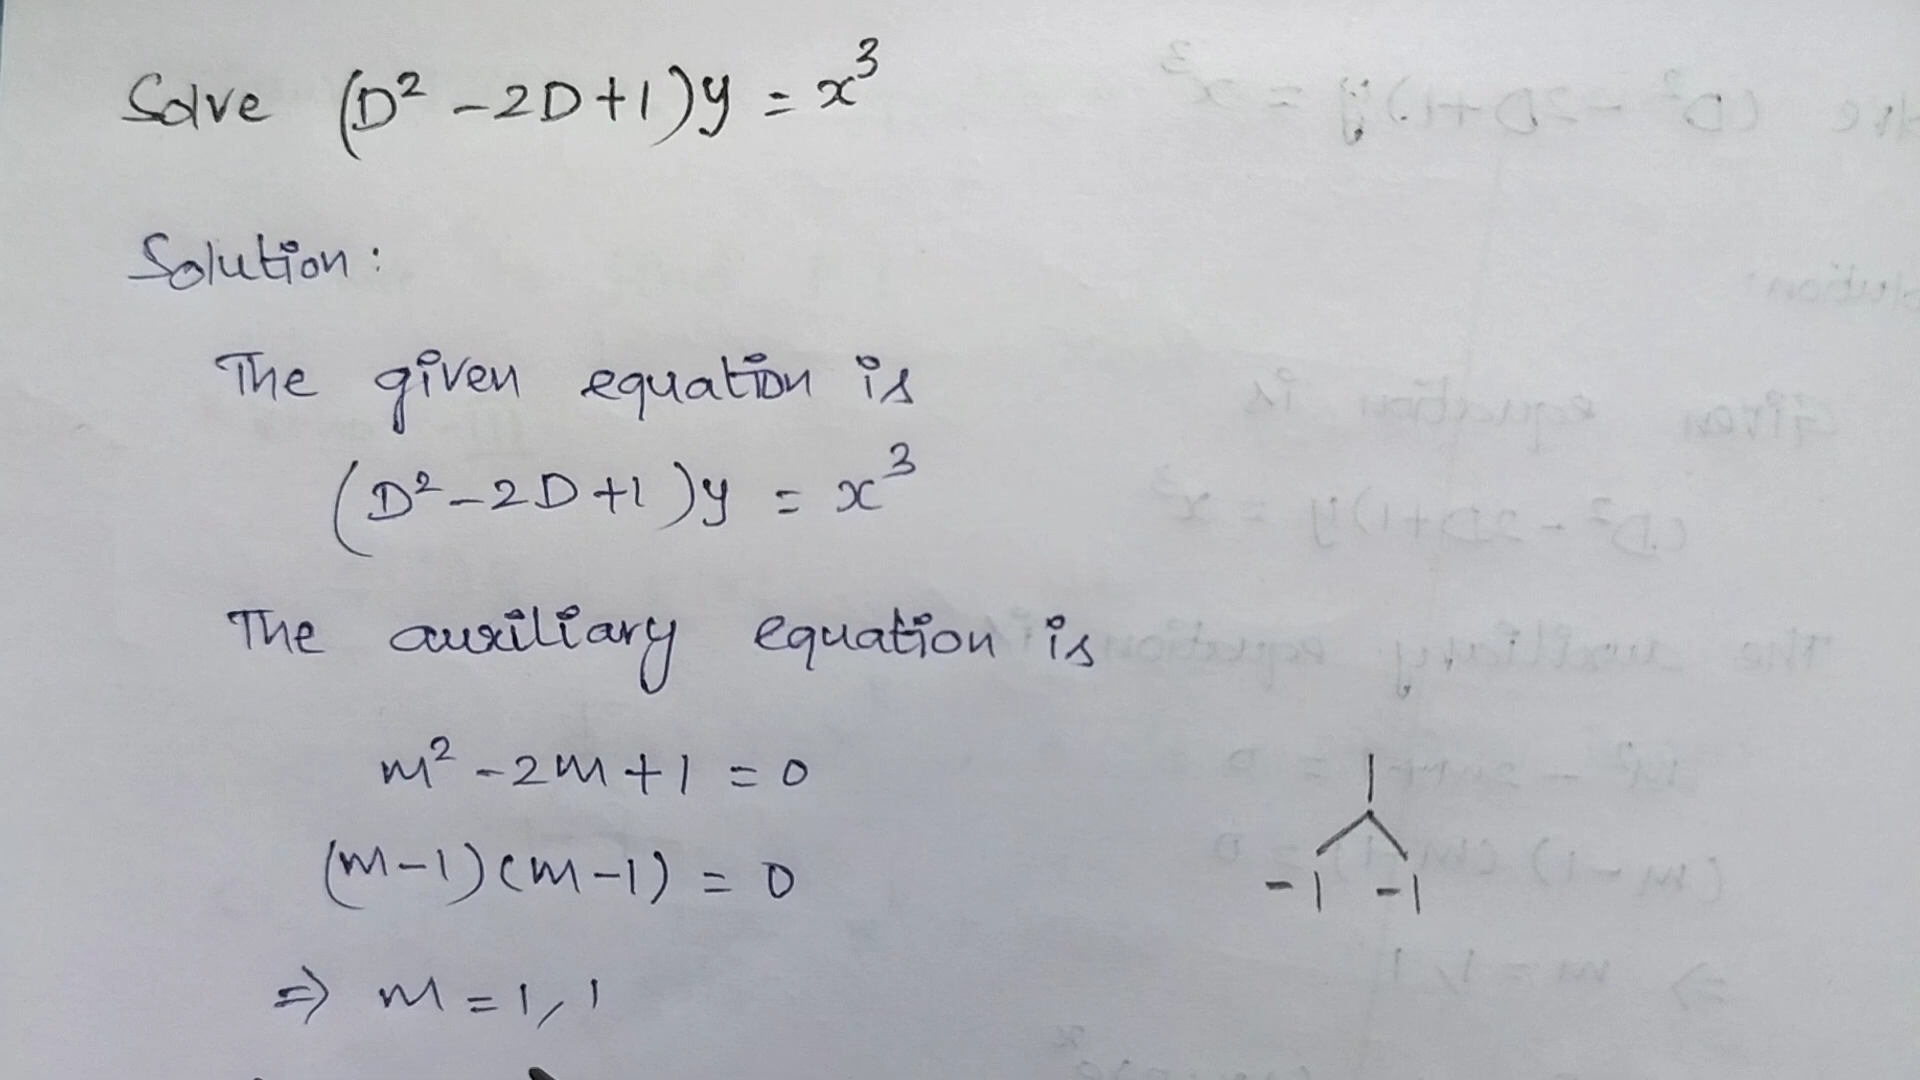 Solve (D² - 2D + 1)y = x³
Solution:
The given equation is
(D² - 2D + 1)y = x³
The auxiliary equation is
m² - 2m + 1 = 0
(m-1)(m-1) = 0
1
-1 -1
⇒ m = 1, 1